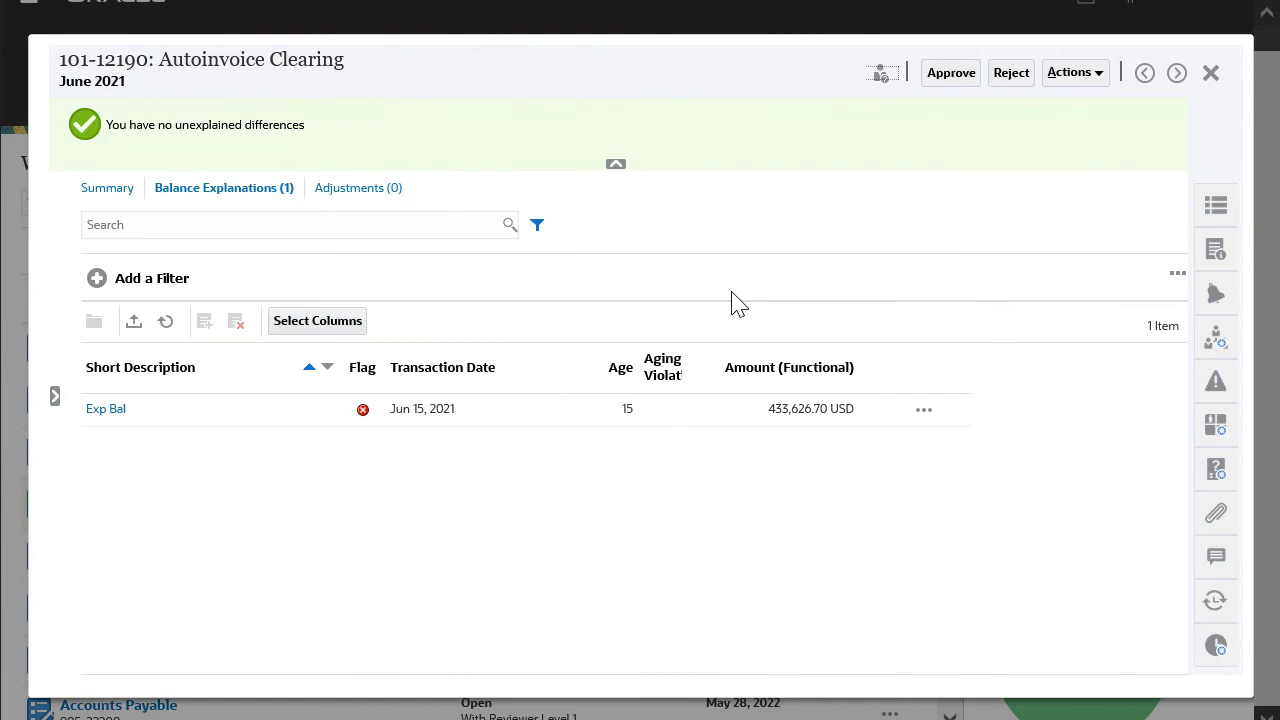 101-12190: Autoinvoice Clearing
June 2021
Approve
Reject
Actions
You have no unexplained differences
Summary
Balance Explanations (1)
Adjustments (0)
Search
Add a Filter
Select Columns
1 Item
Short Description
Flag
Transaction Date
Age
Aging
Amount (Functional)
Exp Bal
Jun 15, 2021
15
433,626.70 USD
Accounts Payable
Open
May 28, 2022
With Reviewer Level 1